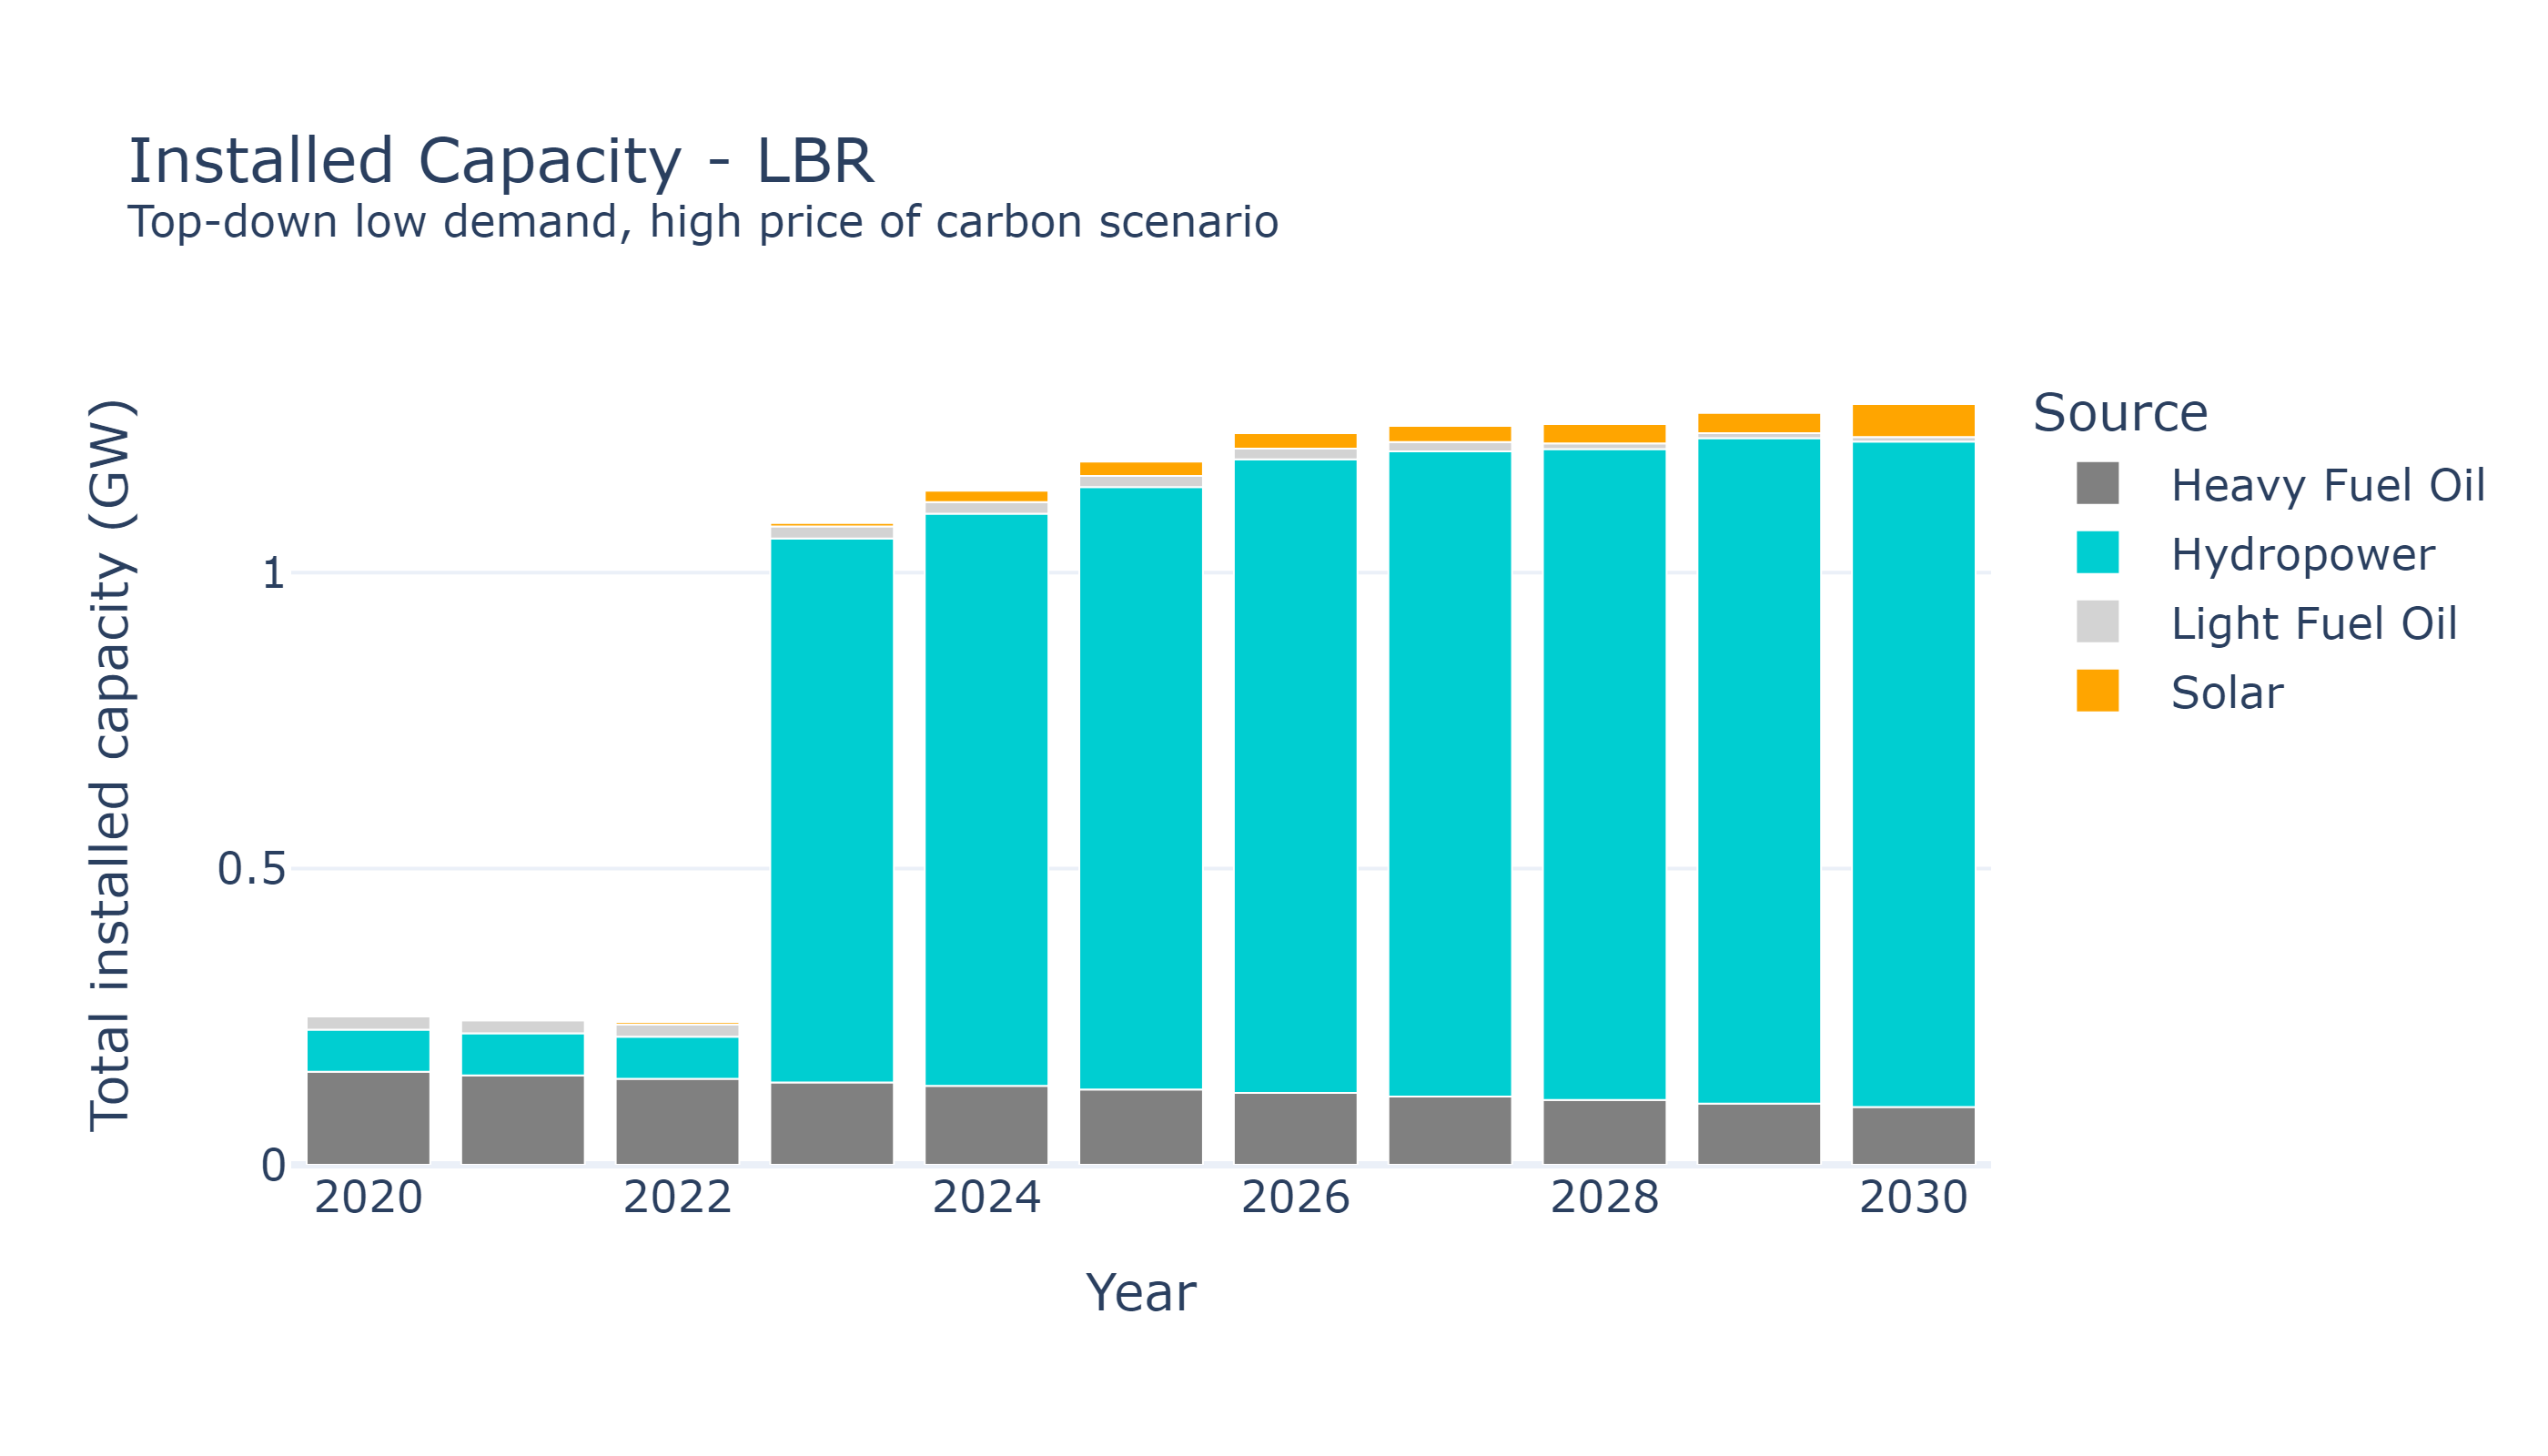 Installed Capacity - LBR
Top-down low demand, high price of carbon scenario
Total installed capacity (GW)
1
0.5
0
2020
2022
2024
2026
2028
2030
Year
Source
Heavy Fuel Oil
Hydropower
Light Fuel Oil
Solar